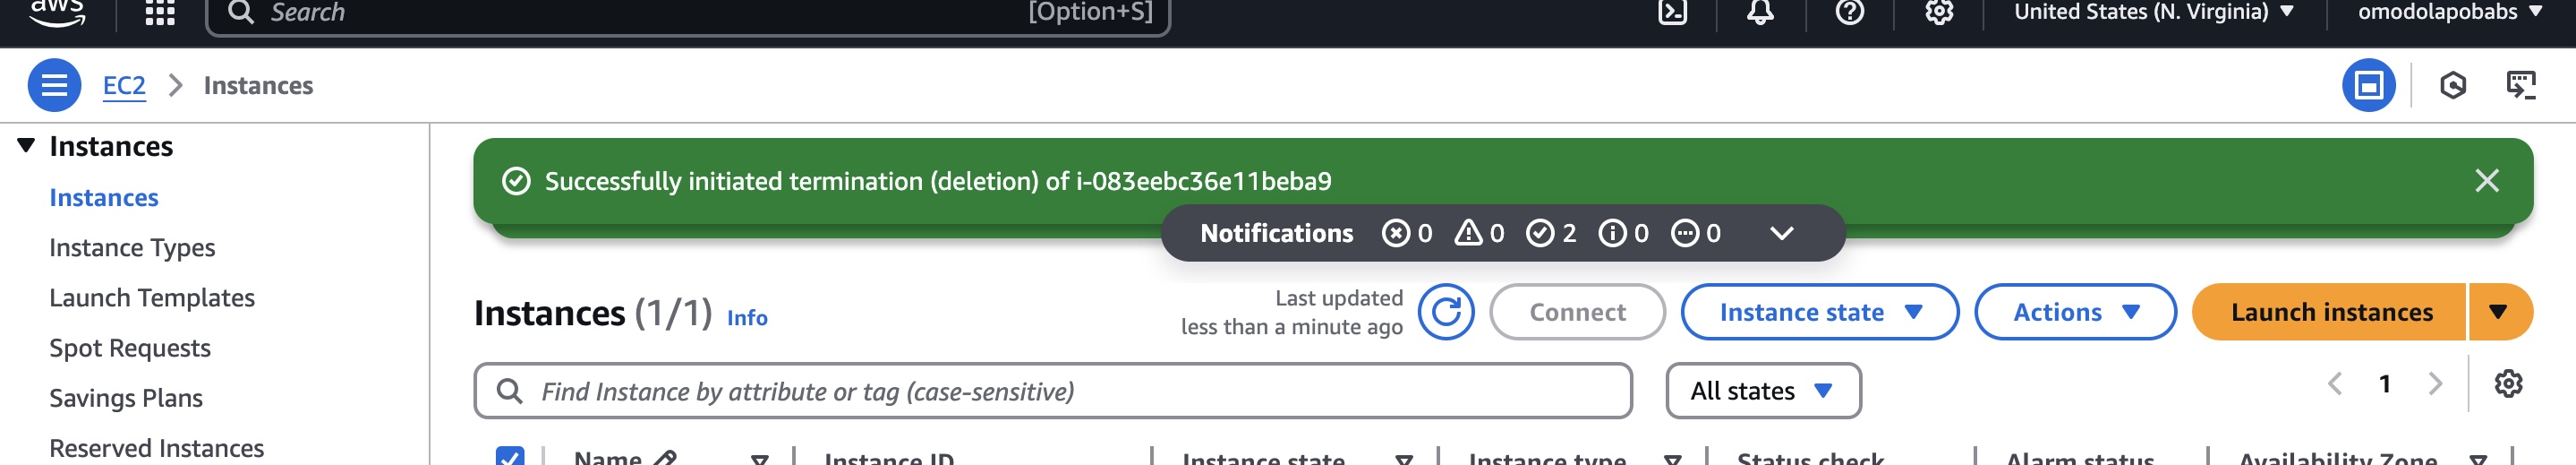 aws
Search [Option+S]
United States (N. Virginia)
omodolapobabs
EC2 Instances
Instances
Instances
Instance Types
Launch Templates
Spot Requests
Savings Plans
Reserved Instances
Successfully initiated termination (deletion) of i-083eebc36e11beba9
Notifications 0 0 2 0 0
Instances (1/1) Info
Last updated
less than a minute ago
Connect
Instance state
Actions
Launch instances
Find Instance by attribute or tag (case-sensitive)
All states
1
Name Instance ID Instance state Instance type Status check Alarm status Availability Zone